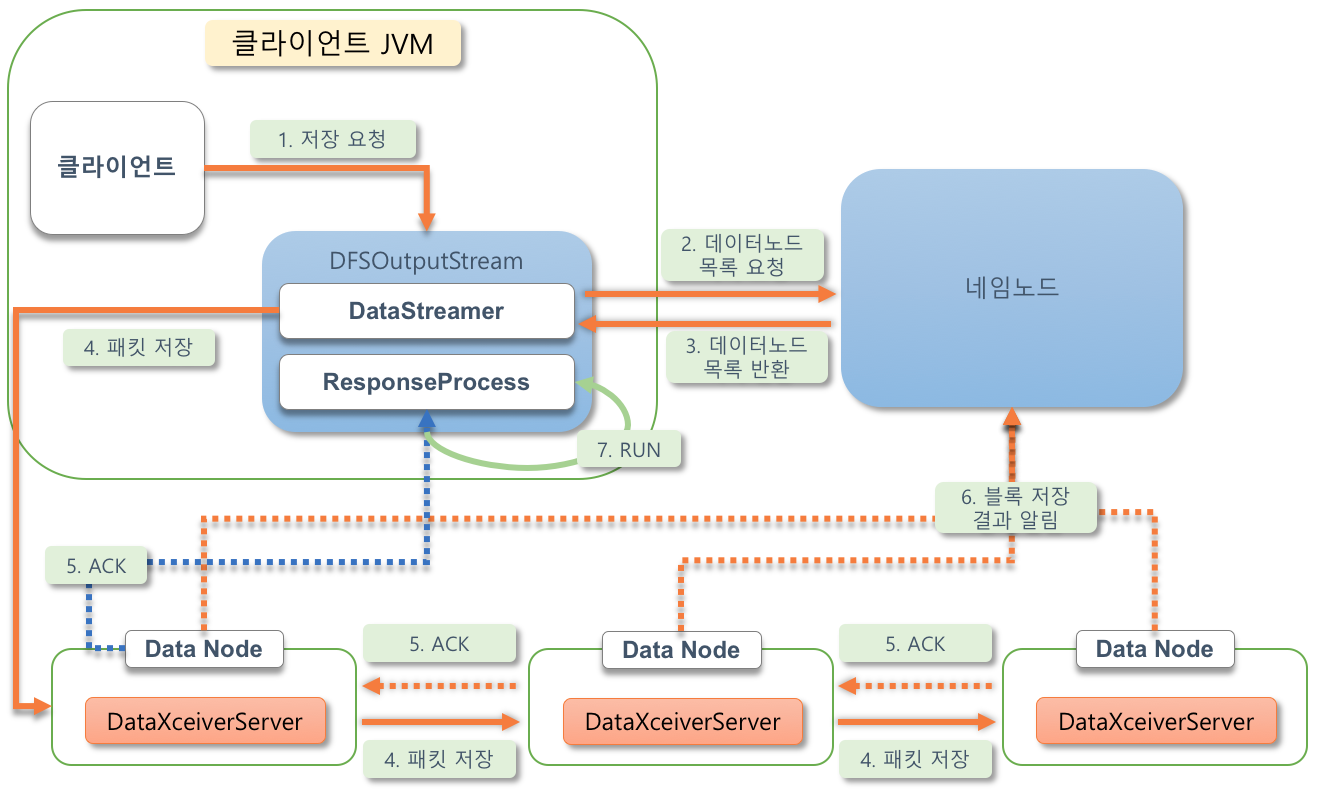 클라이언트 JVM
클라이언트
1. 저장 요청
DFSOutputStream
DataStreamer
ResponseProcess
2. 데이터노드
목록 요청
3. 데이터노드
목록 반환
네임노드
4. 패킷 저장
7. RUN
6. 블록 저장
결과 알림
5. ACK
Data Node
DataXceiverServer
5. ACK
4. 패킷 저장
Data Node
DataXceiverServer
5. ACK
4. 패킷 저장
Data Node
DataXceiverServer